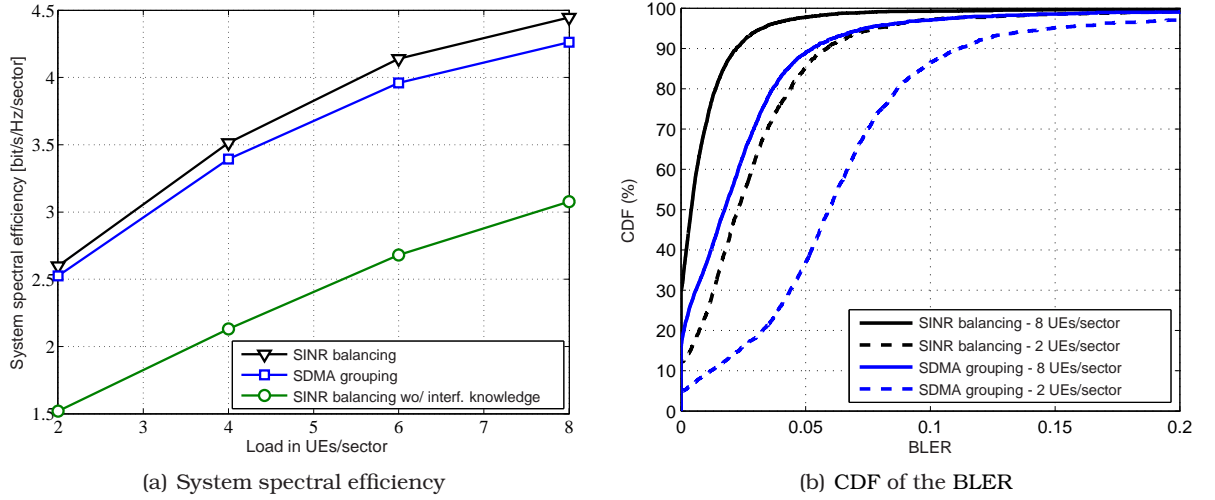 4.5
4
3.5
3
2.5
2
1.5
System spectral efficiency [bit/s/Hz/sector]
2
3
4
5
6
7
8
Load in UEs/sector
SINR balancing
SDMA grouping
SINR balancing wo/ interf. knowledge
(a) System spectral efficiency
100
90
80
70
60
50
40
30
20
10
0
CDF (%)
0
0.05
0.1
0.15
0.2
BLER
SINR balancing - 8 UEs/sector
SINR balancing - 2 UEs/sector
SDMA grouping - 8 UEs/sector
SDMA grouping - 2 UEs/sector
(b) CDF of the BLER